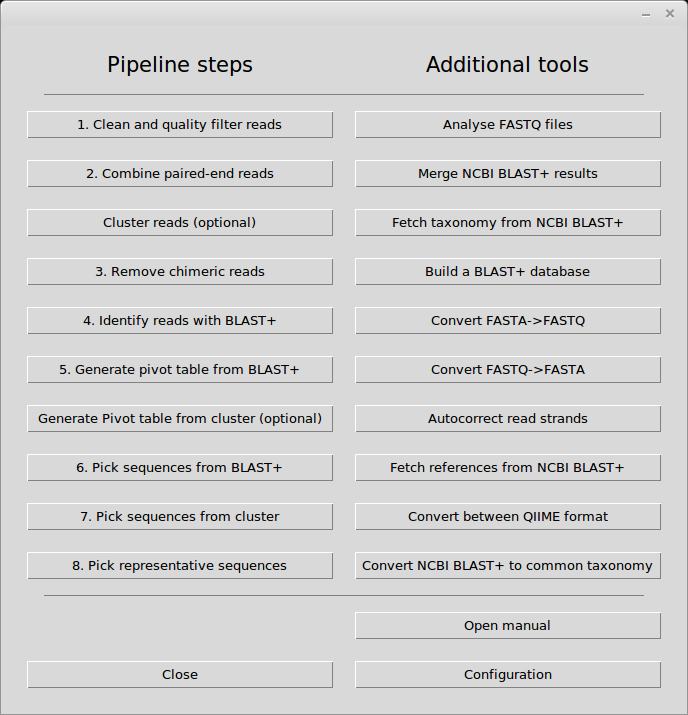 Pipeline steps
Additional tools
1. Clean and quality filter reads
Analyse FASTQ files
2. Combine paired-end reads
Merge NCBI BLAST+ results
Cluster reads (optional)
Fetch taxonomy from NCBI BLAST+
3. Remove chimeric reads
Build a BLAST+ database
4. Identify reads with BLAST+
Convert FASTA->FASTQ
5. Generate pivot table from BLAST+
Convert FASTQ->FASTA
Generate Pivot table from cluster (optional)
Autocorrect read strands
6. Pick sequences from BLAST+
Fetch references from NCBI BLAST+
7. Pick sequences from cluster
Convert between QIIME format
8. Pick representative sequences
Convert NCBI BLAST+ to common taxonomy
Open manual
Close
Configuration